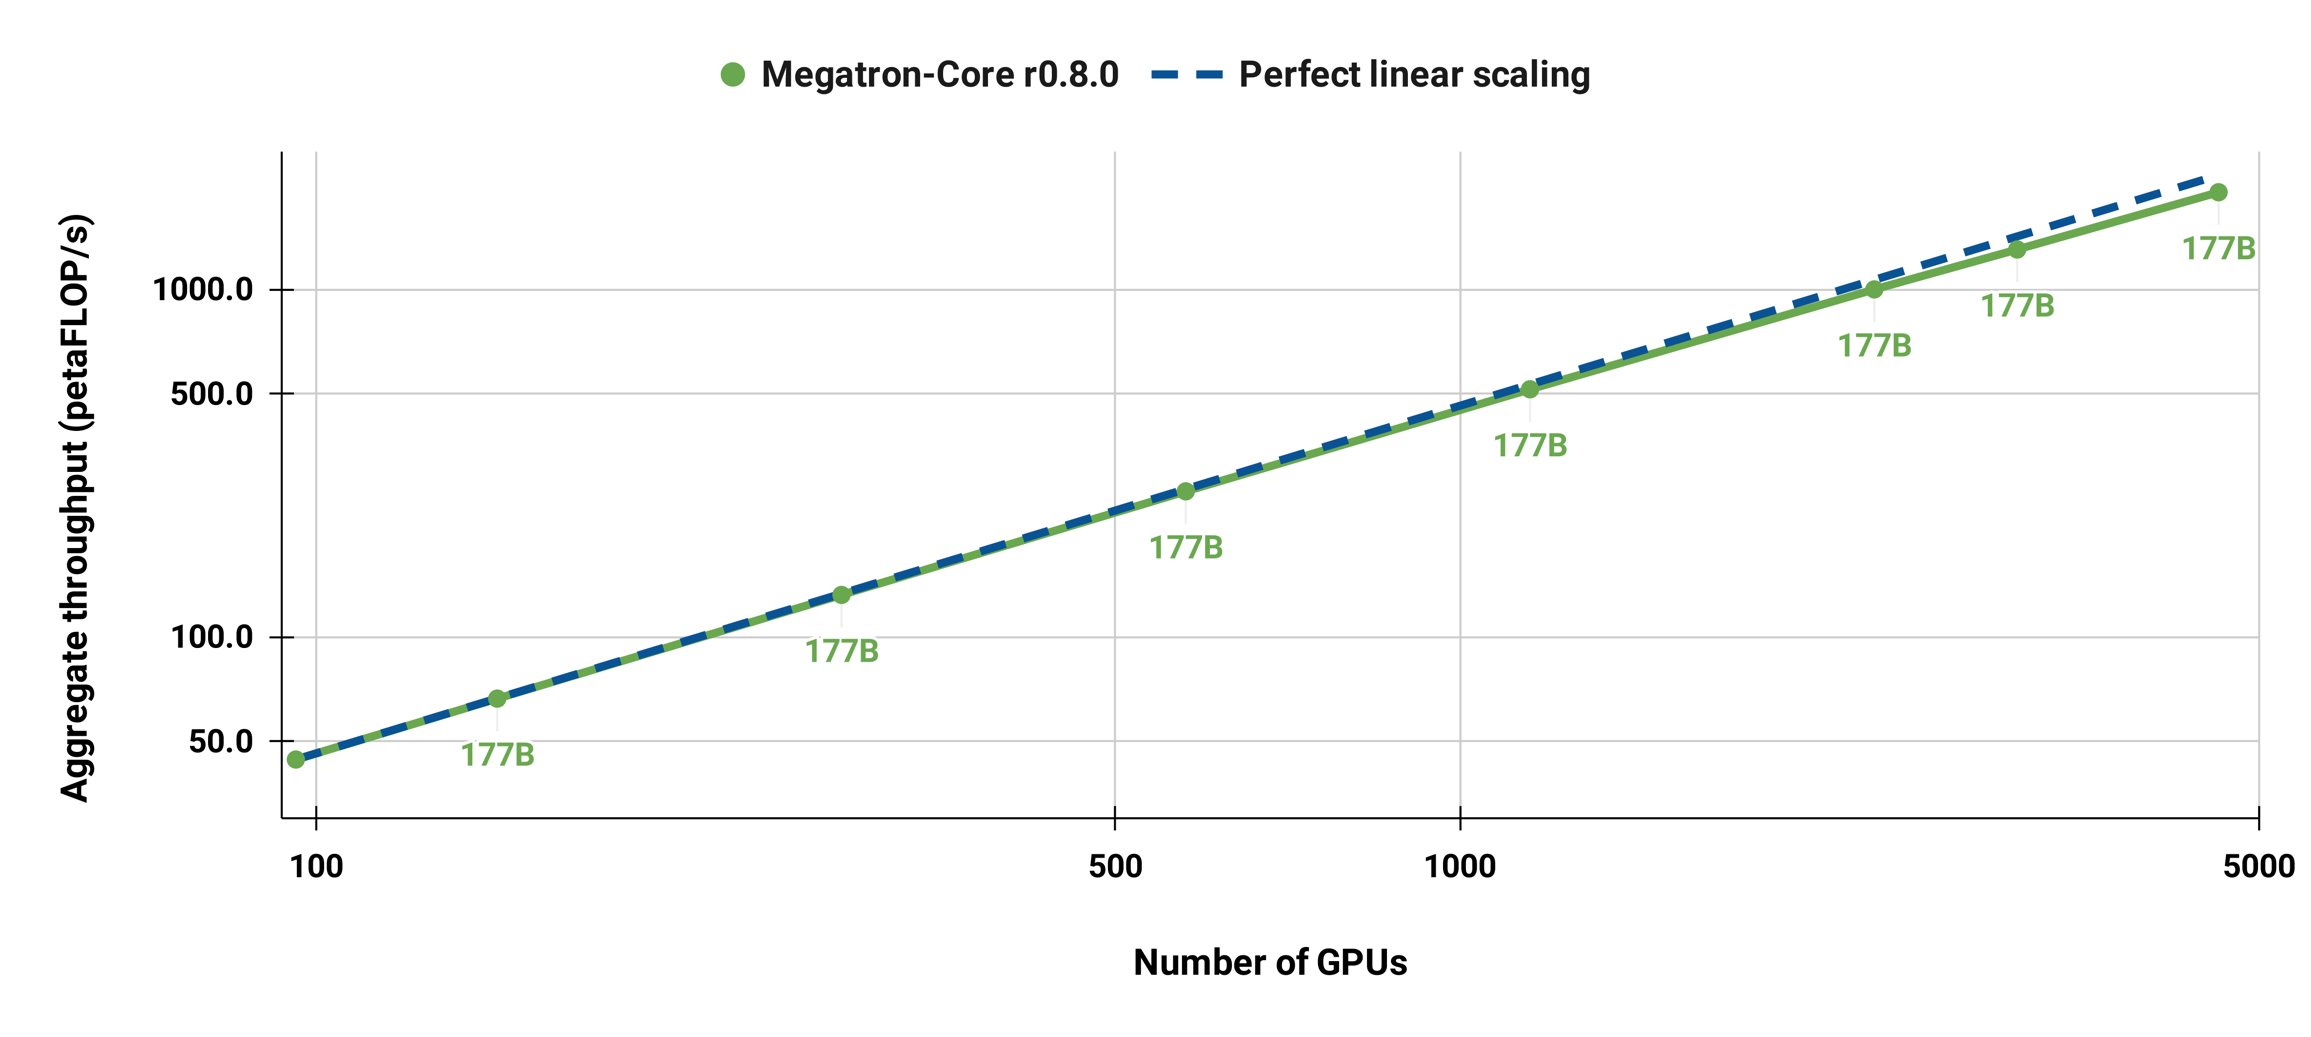 Megatron-Core r0.8.0
Perfect linear scaling
Aggregate throughput (petaFLOP/s)
1000.0
500.0
100.0
50.0
177B
177B
177B
177B
177B
177B
177B
100
500
1000
5000
Number of GPUs